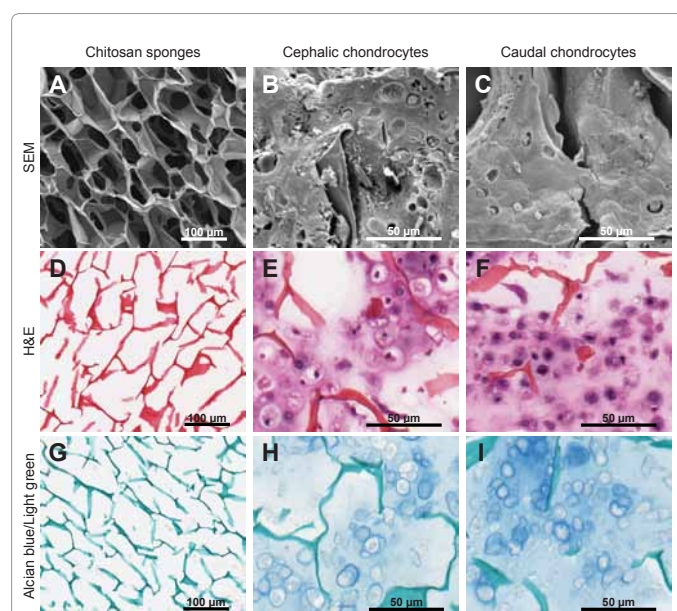 Chitosan sponges Cephalic chondrocytes Caudal chondrocytes
SEM
A B C
100 µm 50 µm 50 µm
H&E
D E F
100 µm 50 µm 50 µm
Alcian blue/Light green
G H I
100 µm 50 µm 50 µm